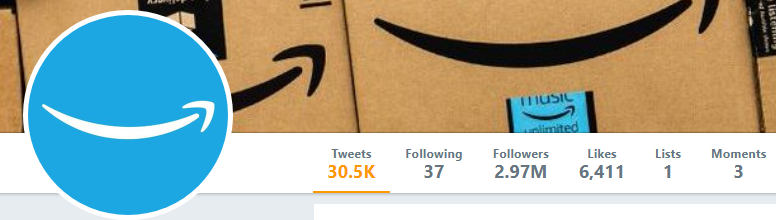 music
unlimited
Tweets Following Followers Likes Lists Moments
30.5K 37 2.97M 6,411 1 3